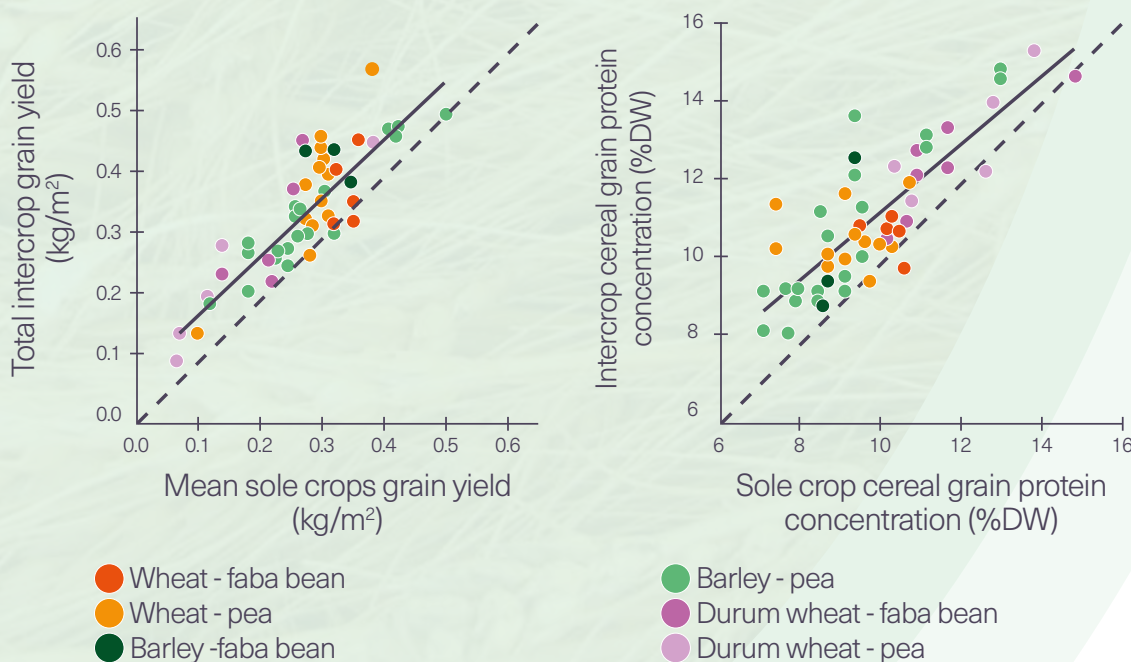 Total intercrop grain yield
(kg/m²)
0.6
0.5
0.4
0.3
0.2
0.1
0.0
0.0 0.1 0.2 0.3 0.4 0.5 0.6
Mean sole crops grain yield
(kg/m²)
Intercrop cereal grain protein
concentration (%DW)
16
14
12
10
8
6
6 8 10 12 14 16
Sole crop cereal grain protein
concentration (%DW)
Wheat - faba bean
Wheat - pea
Barley -faba bean
Barley - pea
Durum wheat - faba bean
Durum wheat - pea